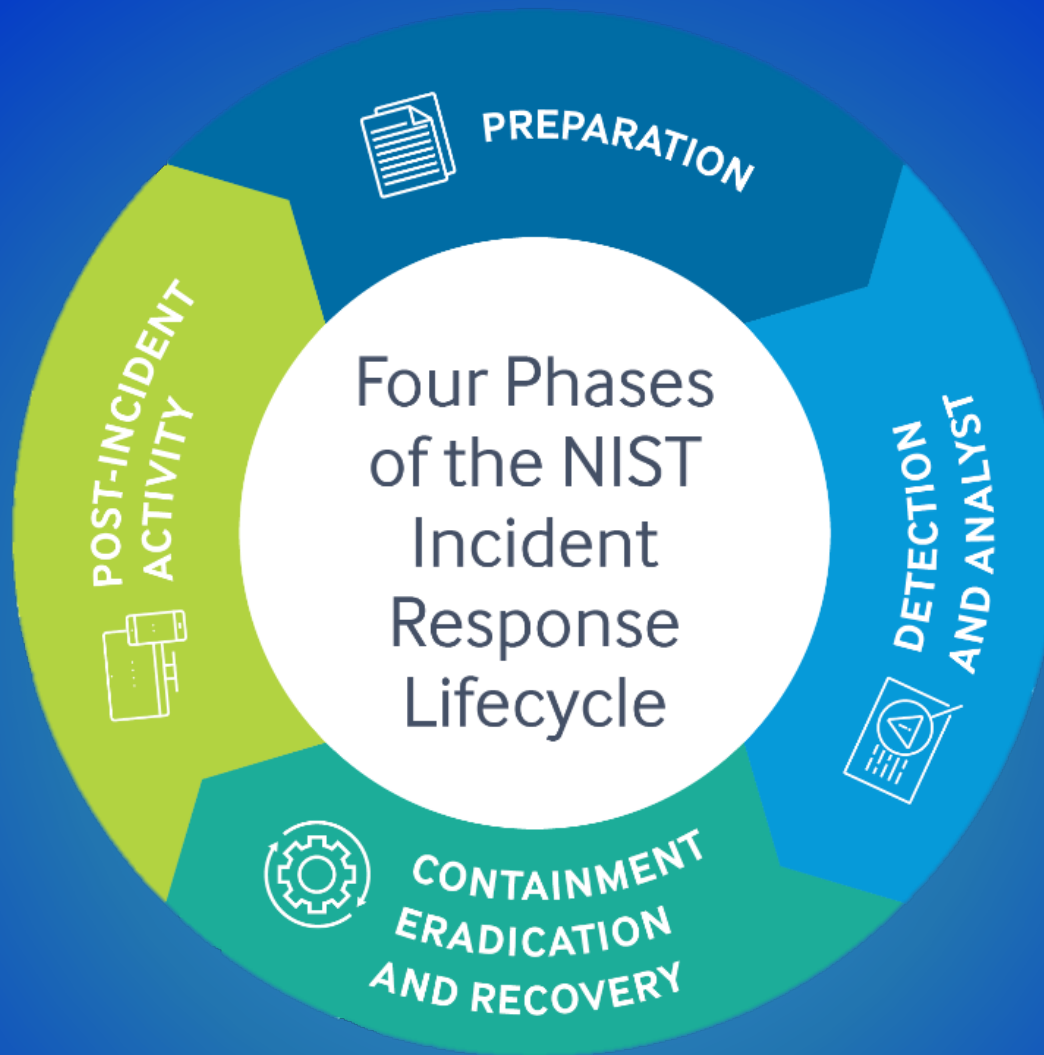 PREPARATION
DETECTION
AND ANALYST
CONTAINMENT
ERADICATION
AND RECOVERY
POST-INCIDENT
ACTIVITY
Four Phases
of the NIST
Incident
Response
Lifecycle